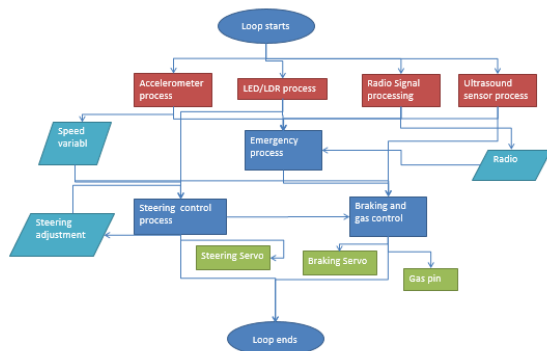 Loop starts
Accelerometer
process
LED/LDR process
Radio Signal
processing
Ultrasound
sensor process
Speed
variabl
Emergency
process
Radio
Steering control
process
Braking and
gas control
Steering
adjustment
Steering Servo
Braking Servo
Gas pin
Loop ends